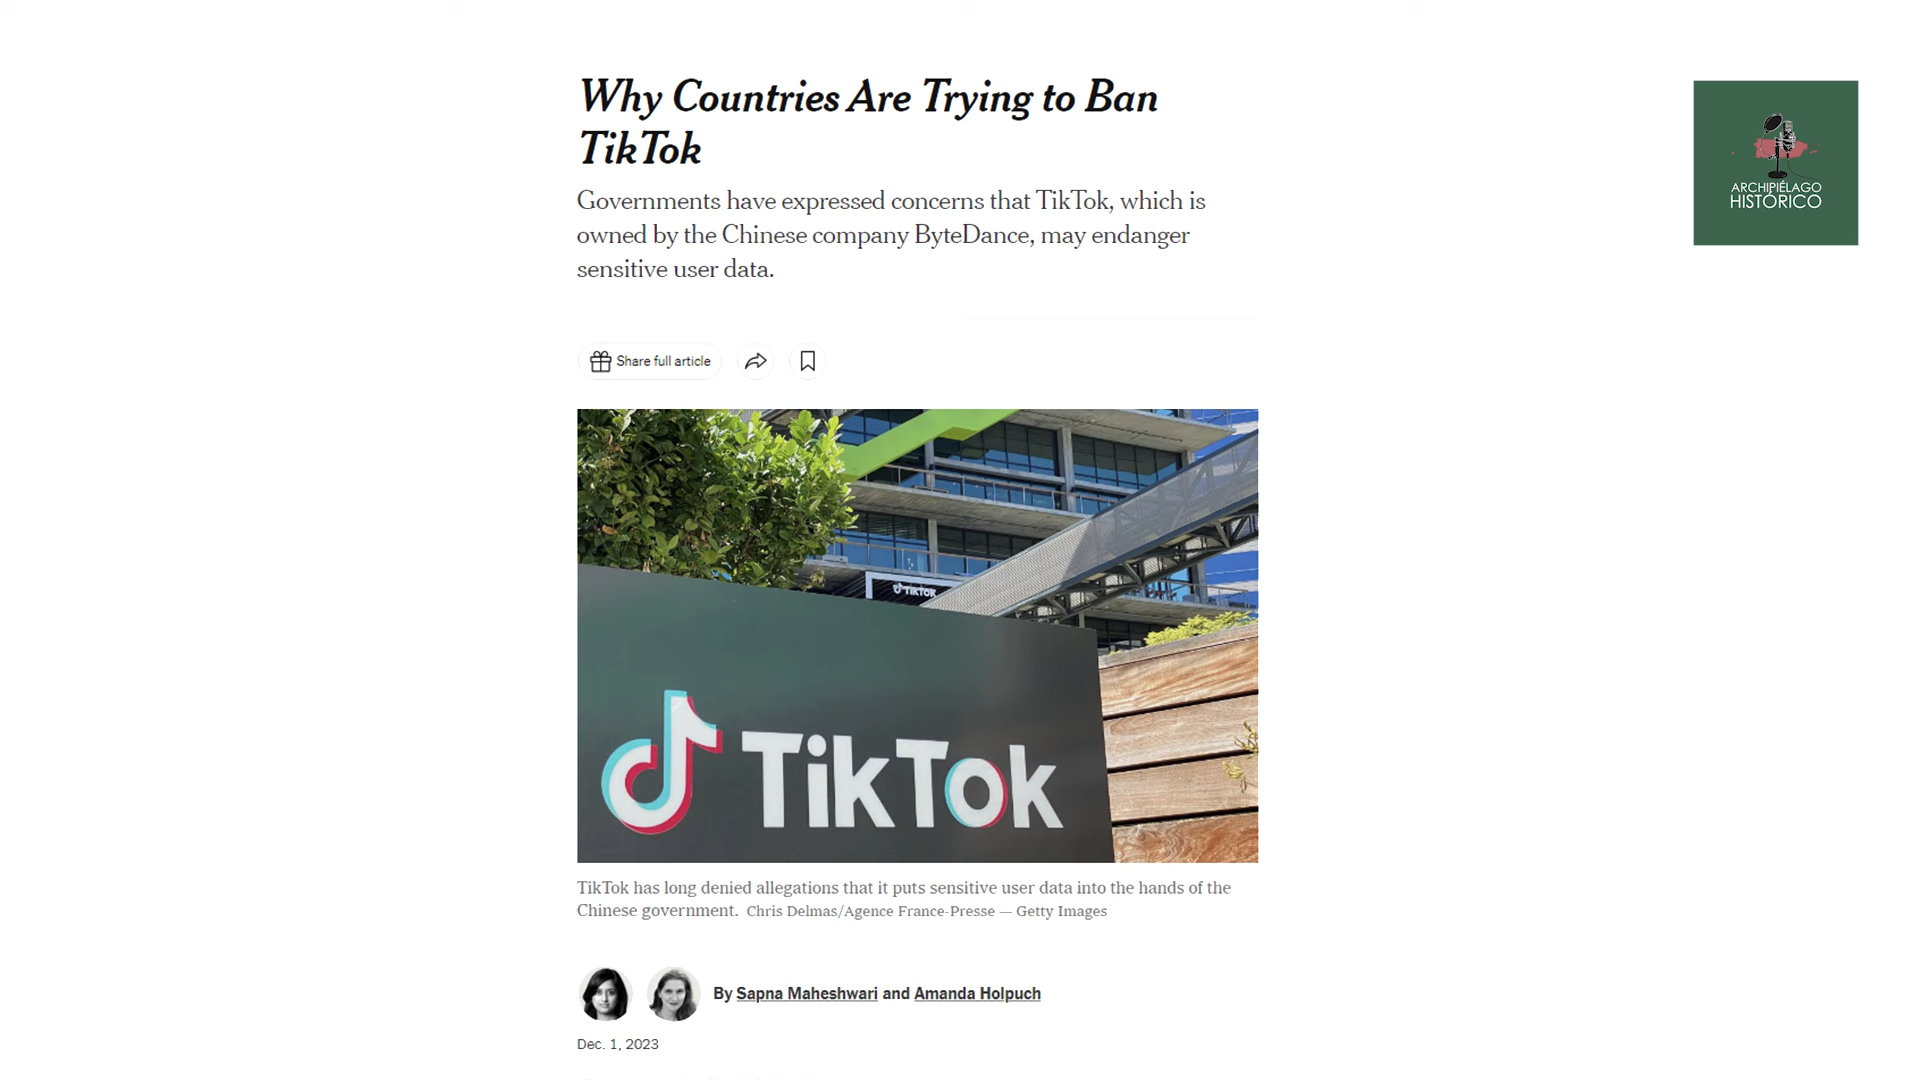 Why Countries Are Trying to Ban
TikTok
Governments have expressed concerns that TikTok, which is
owned by the Chinese company ByteDance, may endanger
sensitive user data.
ARCHIPIÉLAGO
HISTÓRICO
Share full article
TikTok
TikTok
TikTok has long denied allegations that it puts sensitive user data into the hands of the
Chinese government. Chris Delmas/Agence France-Presse — Getty Images
By Sapna Maheshwari and Amanda Holpuch
Dec. 1, 2023